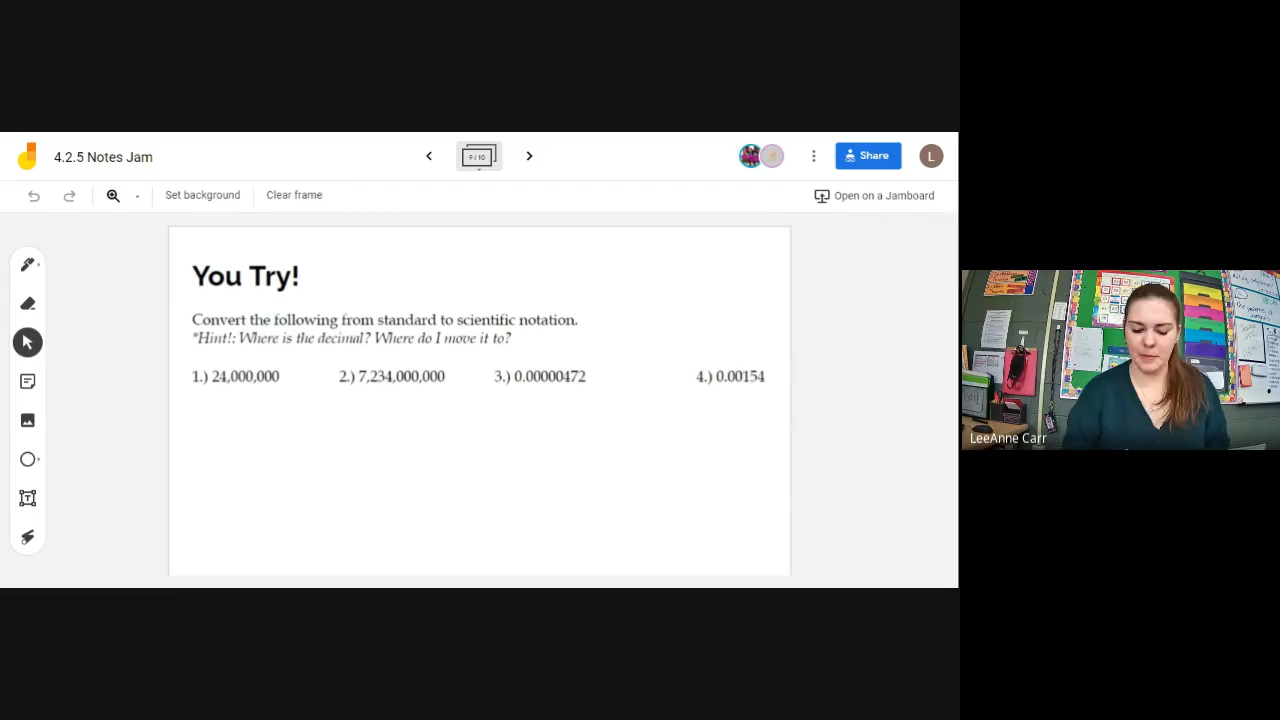 4.2.5 Notes Jam
9 / 10
Share
L
Set background
Clear frame
Open on a Jamboard
You Try!
Convert the following from standard to scientific notation.
*Hint!: Where is the decimal? Where do I move it to?
1.) 24,000,000 2.) 7,234,000,000 3.) 0.00000472 4.) 0.00154
LeeAnne Carr